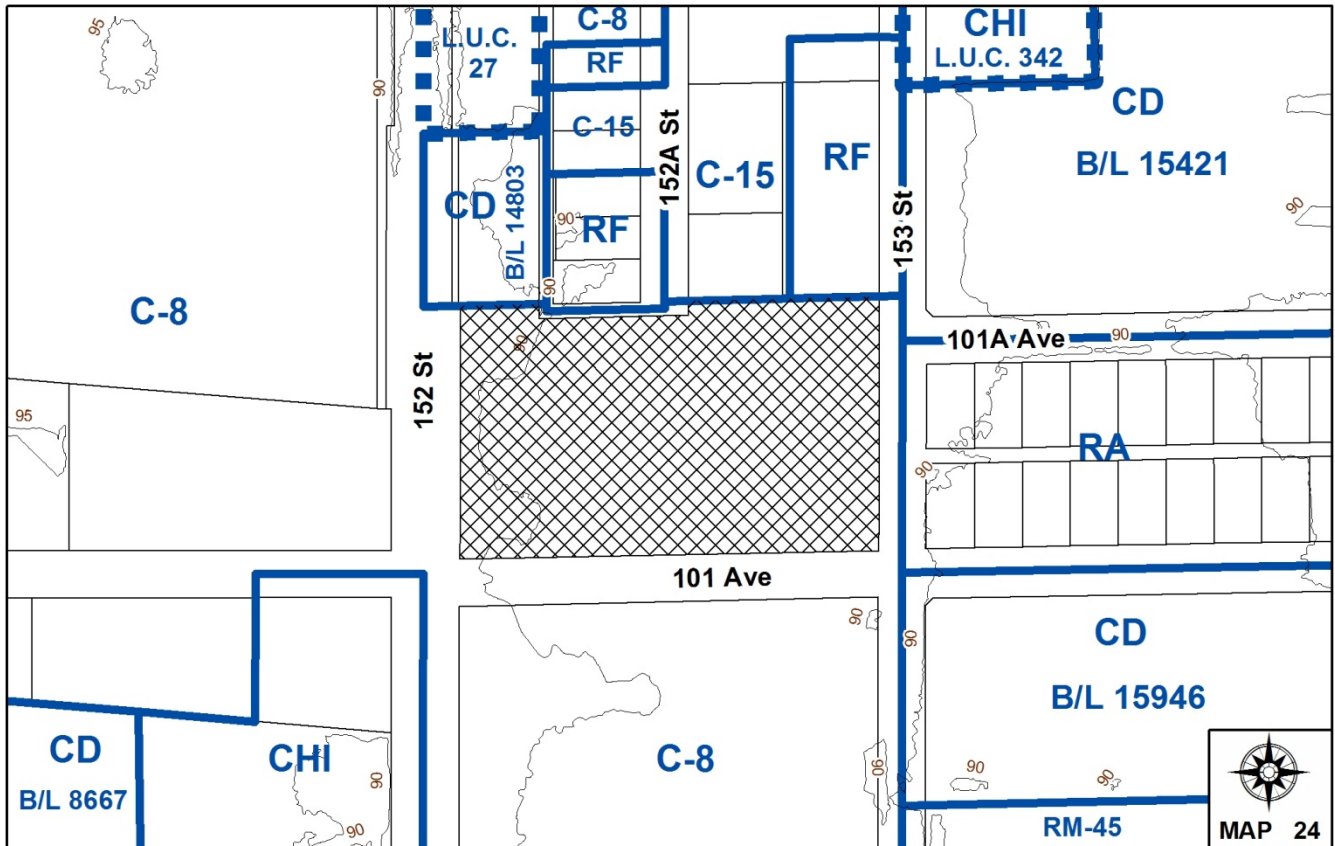 95
90
L.U.C.
27
C-8
RF
C-15
152A St
CHI
L.U.C. 342
CD
B/L 15421
90
CD
B/L 14803
90
RF
90
C-15
RF
153 St
C-8
152 St
90
101A Ave
90
95
RA
90
101 Ave
90
90
CD
B/L 15946
C-8
90
90
90
CD
B/L 8667
CHI
90
90
RM-45
MAP 24